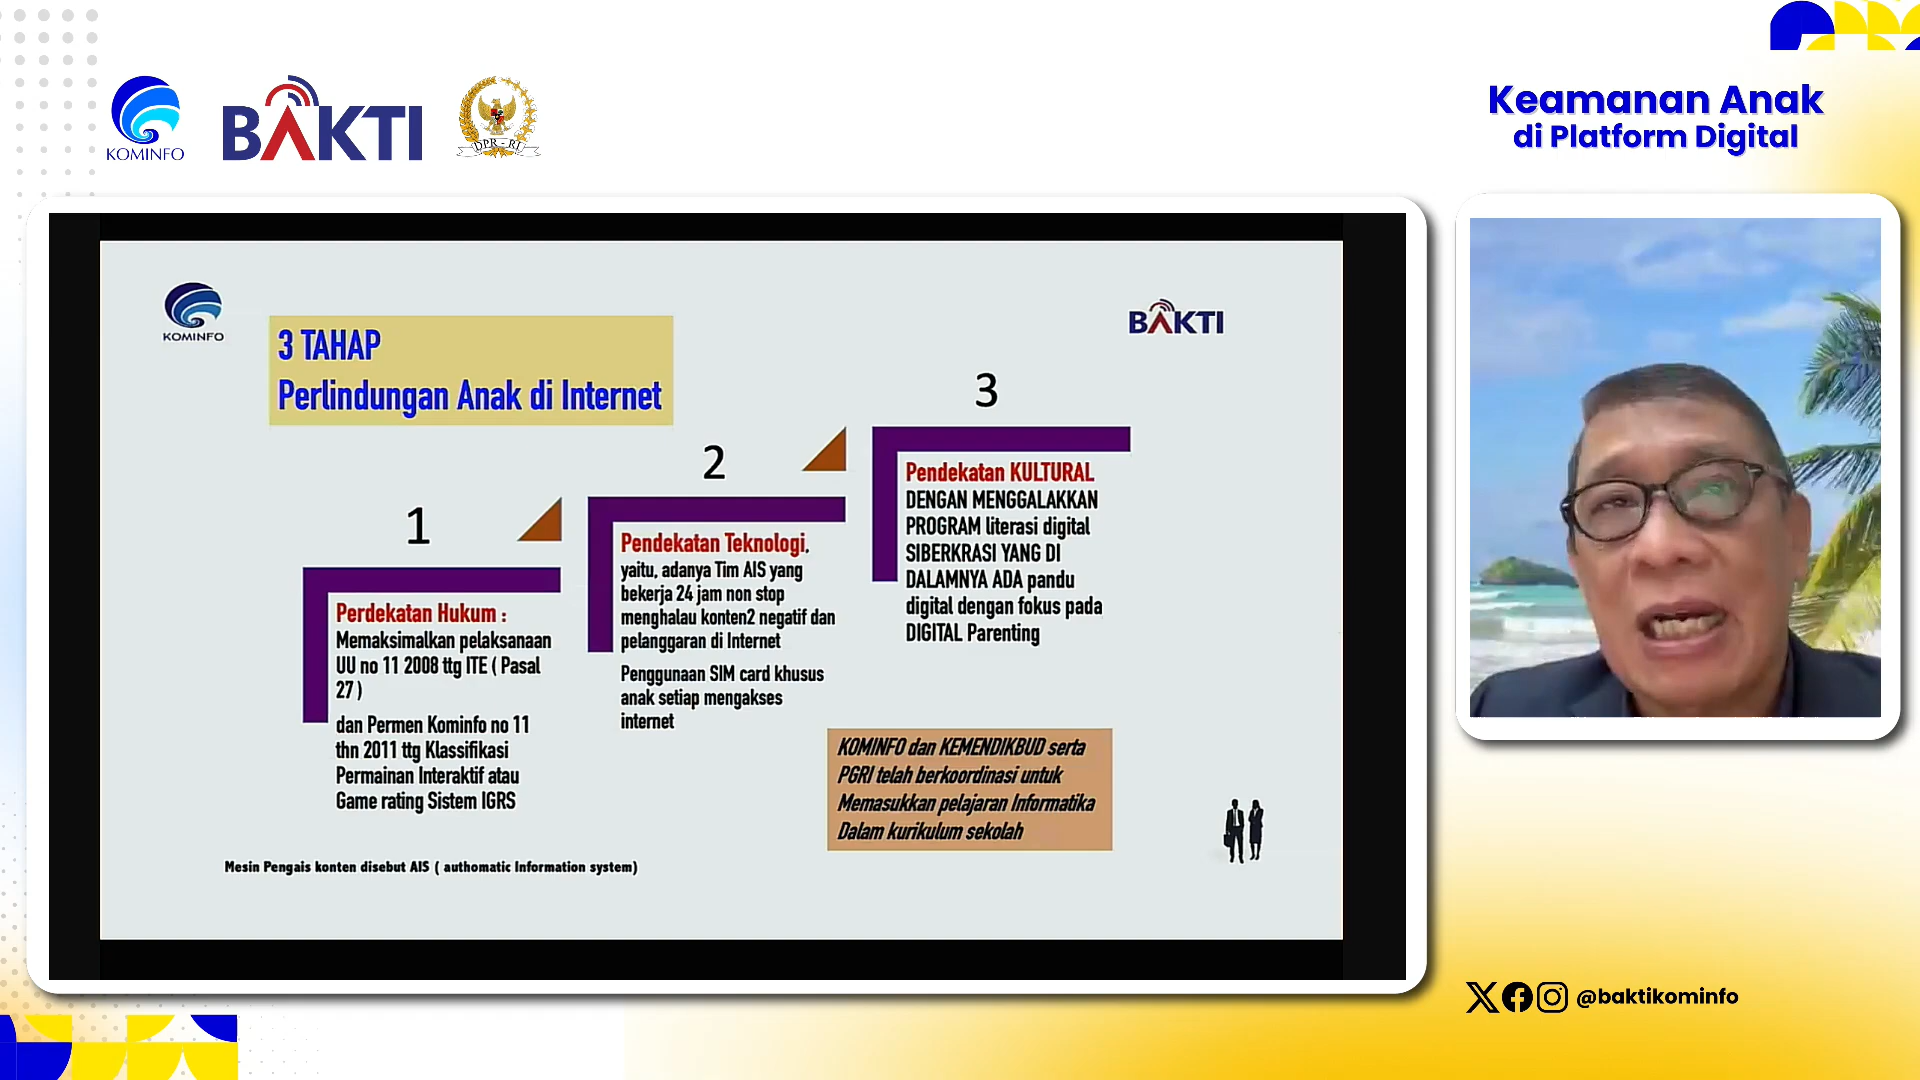 KOMINFO
BAKTI
DPR - RI
Keamanan Anak
di Platform Digital
KOMINFO
BAKTI
3 TAHAP
Perlindungan Anak di Internet
1
Perdekatan Hukum :
Memaksimalkan pelaksanaan
UU no 11 2008 ttg ITE ( Pasal
27 )
dan Permen Kominfo no 11
thn 2011 ttg Klassifikasi
Permainan Interaktif atau
Game rating Sistem IGRS
2
Pendekatan Teknologi,
yaitu, adanya Tim AIS yang
bekerja 24 jam non stop
menghalau konten2 negatif dan
pelanggaran di Internet
Penggunaan SIM card khusus
anak setiap mengakses
internet
3
Pendekatan KULTURAL
DENGAN MENGGALAKKAN
PROGRAM literasi digital
SIBERKRASI YANG DI
DALAMNYA ADA pandu
digital dengan fokus pada
DIGITAL Parenting
KOMINFO dan KEMENDIKBUD serta
PGRI telah berkoordinasi untuk
Memasukkan pelajaran Informatika
Dalam kurikulum sekolah
Mesin Pengais konten disebut AIS ( authomatic Information system)
@baktikominfo